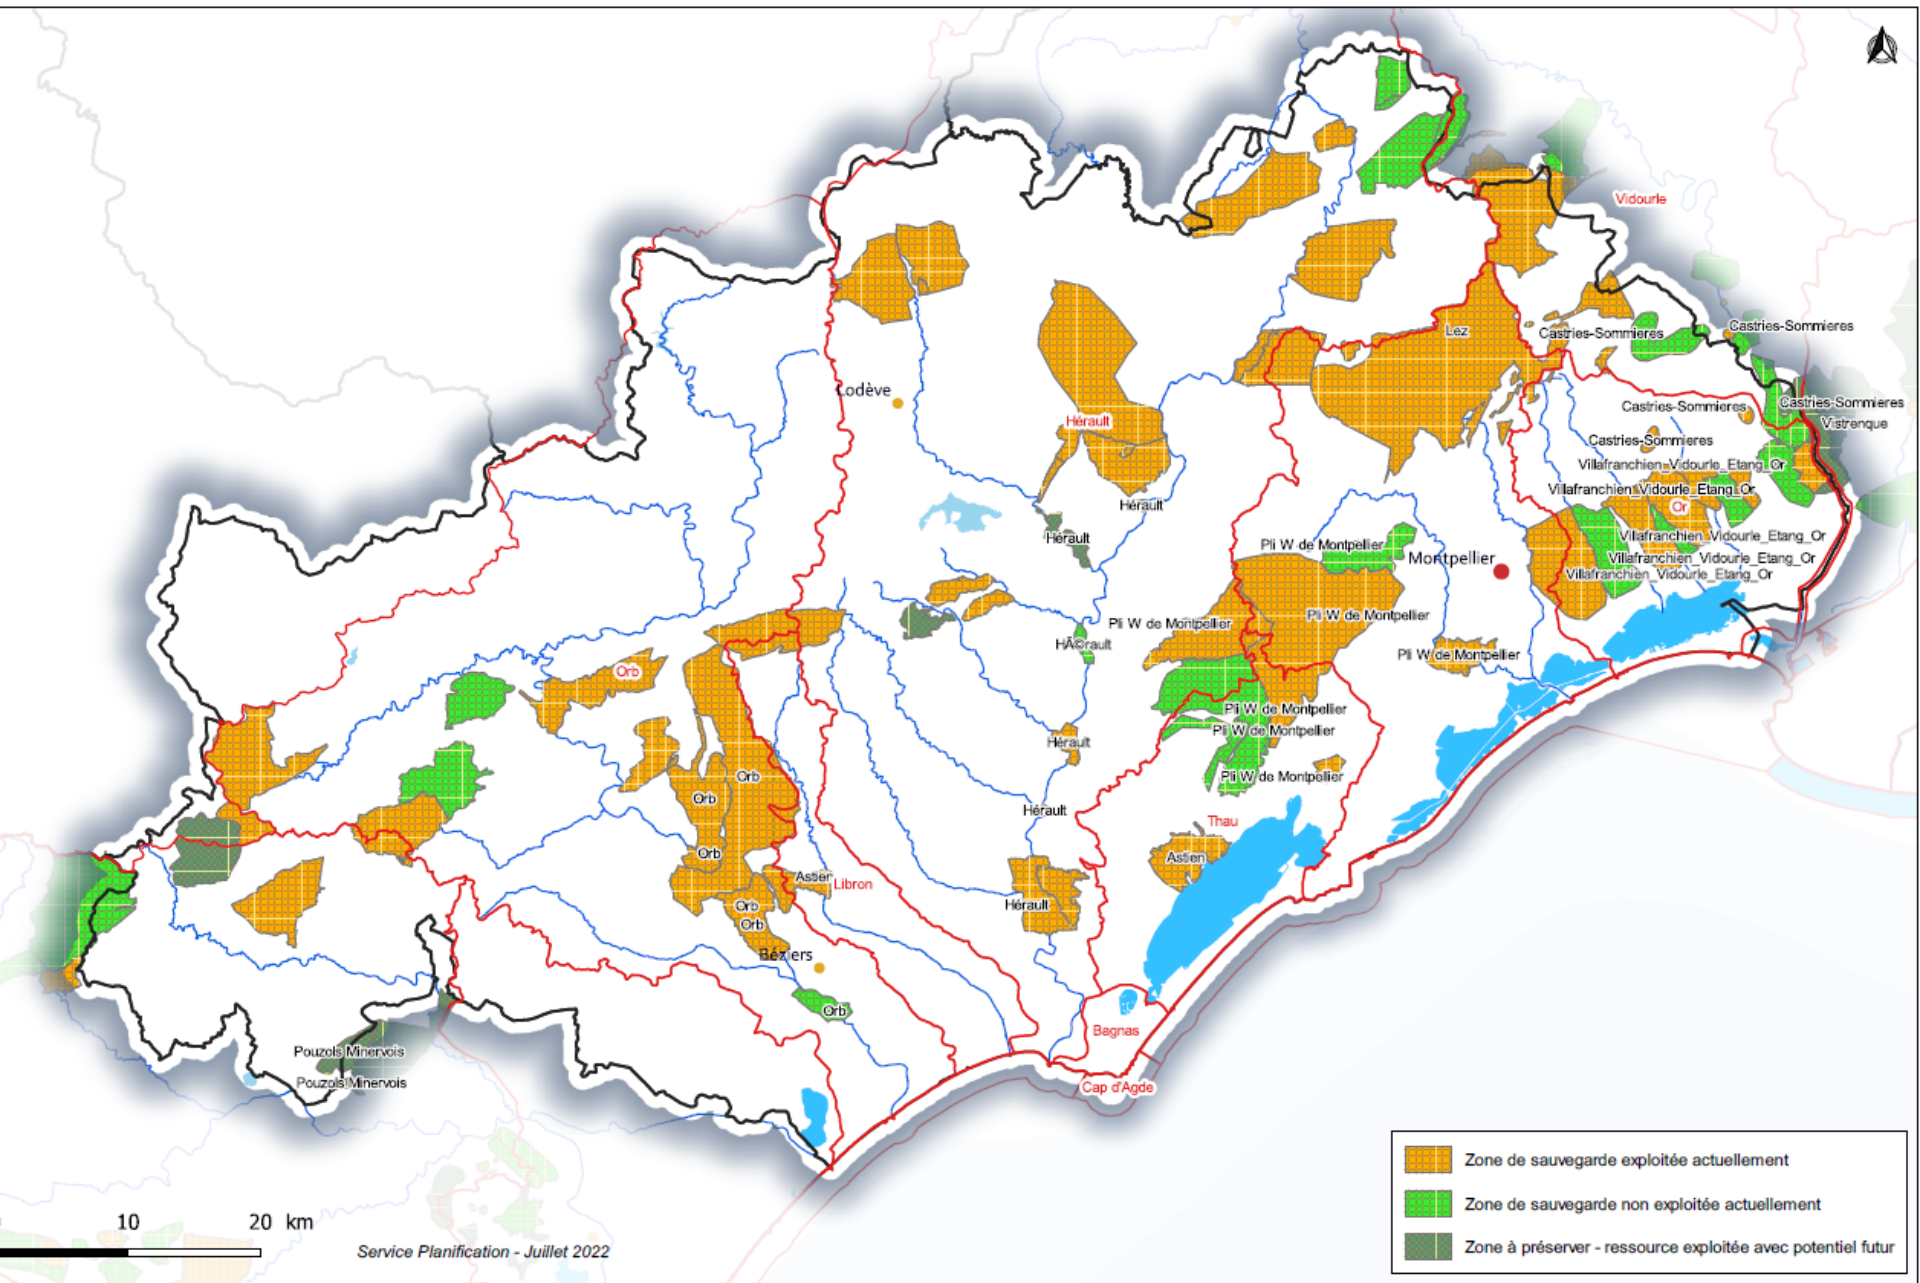 Vidourle
Castries-Sommieres
Lez
Castries-Sommieres
Lodève
Castries-Sommieres
Castries-Sommieres
Hérault
Vistrenque
Castries-Sommieres
Villafranchien_Vidourle_Etang_Or
Villafranchien_Vidourle_Etang_Or
Hérault
Or
Hérault
Villafranchien_Vidourle_Etang_Or
Pli W de Montpellier
Montpellier
Villafranchien_Vidourle_Etang_Or
Villafranchien_Vidourle_Etang_Or
Pli W de Montpellier
Pli W de Montpellier
HÃ©rault
Pli W de Montpellier
Orb
Pli W de Montpellier
Pli W de Montpellier
Hérault
Orb
Pli W de Montpellier
Orb
Hérault
Thau
Orb
Astien
Astien
Libron
Orb
Hérault
Orb
Béziers
Orb
Bagnas
Pouzols Minervois
Pouzols Minervois
Cap d'Agde
Zone de sauvegarde exploitée actuellement
Zone de sauvegarde non exploitée actuellement
Zone à préserver - ressource exploitée avec potentiel futur
10 20 km
Service Planification - Juillet 2022